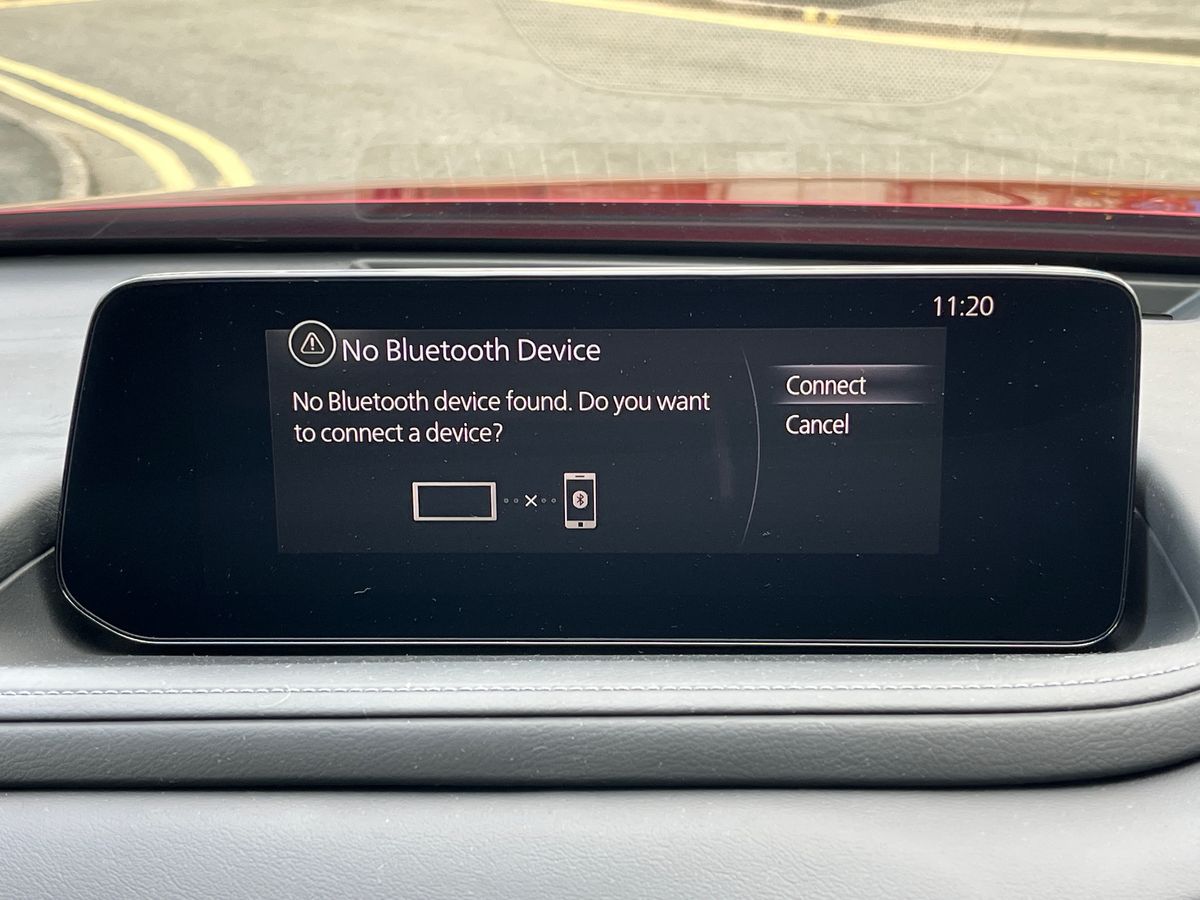 11:20
No Bluetooth Device
No Bluetooth device found. Do you want
to connect a device?
Connect
Cancel